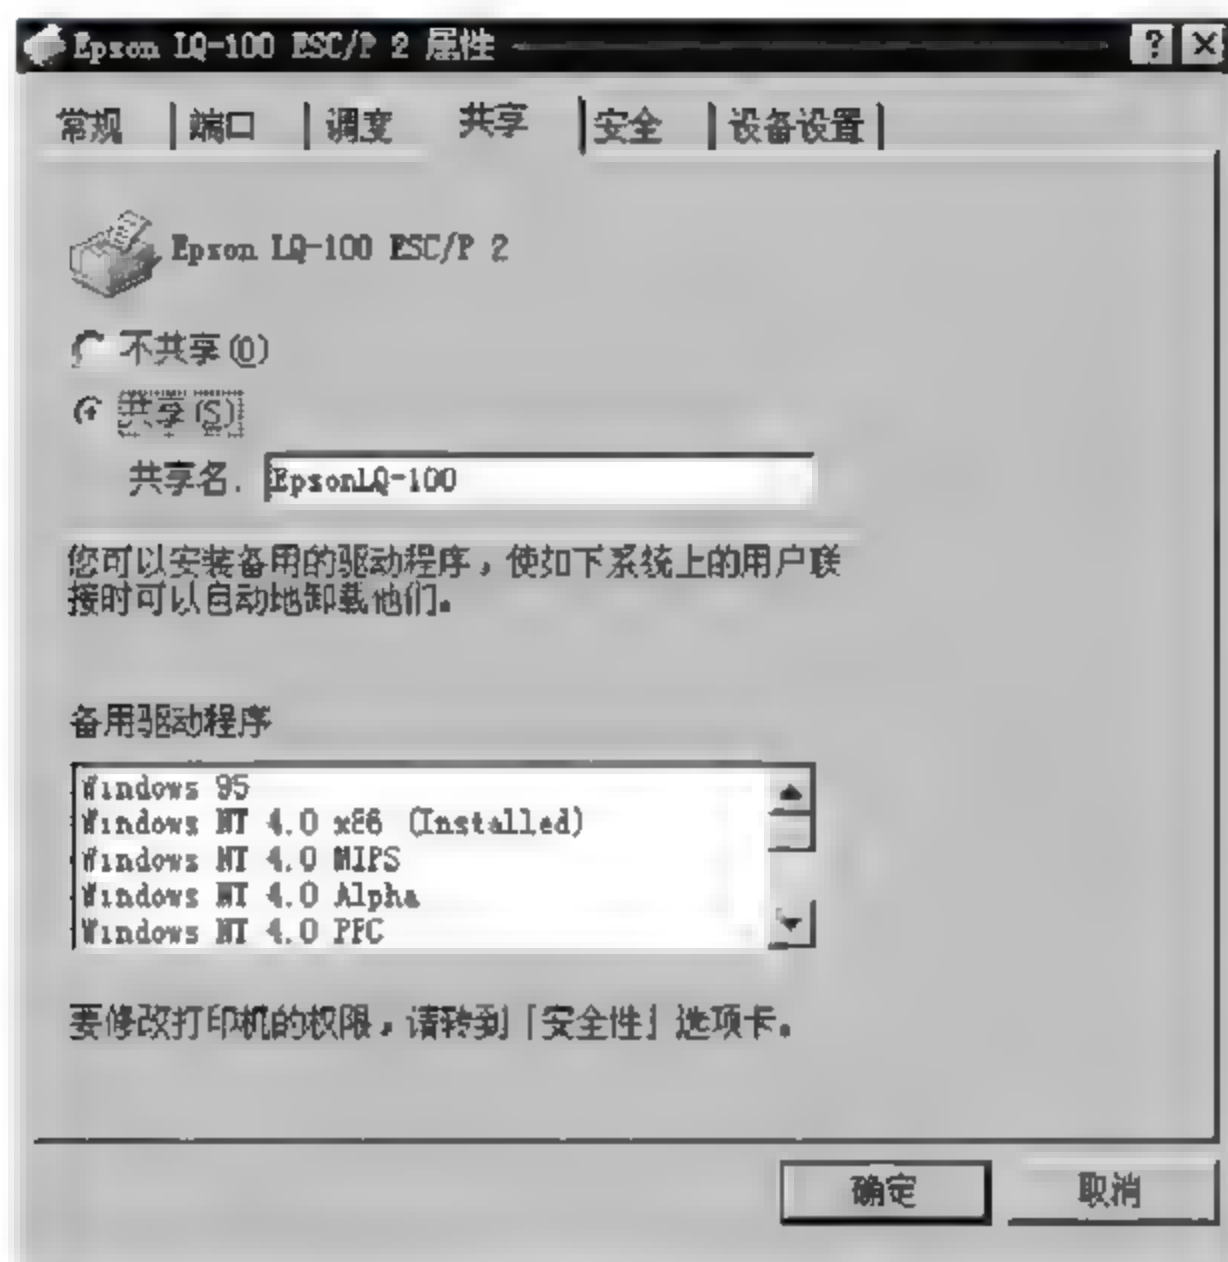 Epson LQ-100 ESC/P 2 属性
常规 端口 调度 共享 安全 设备设置
Epson LQ-100 ESC/P 2
不共享(O)
共享(S)
共享名: EpsonLQ-100
您可以安装备用的驱动程序，使如下系统上的用户联
接时可以自动地卸载他们。
备用驱动程序
Windows 95
Windows NT 4.0 x86 (Installed)
Windows NT 4.0 MIPS
Windows NT 4.0 Alpha
Windows NT 4.0 PPC
要修改打印机的权限，请转到「安全性」选项卡。
确定 取消